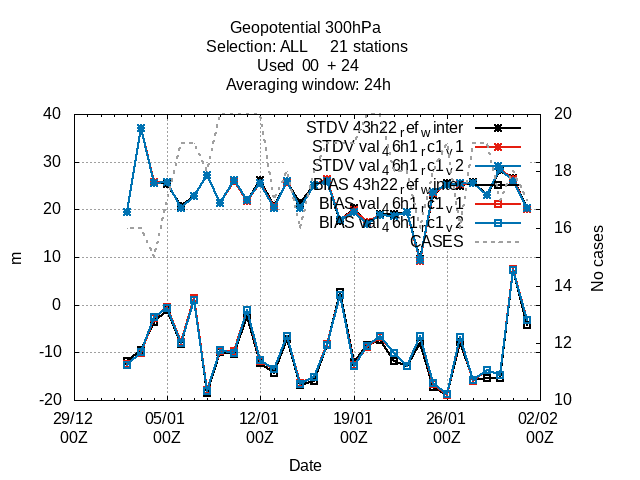 Geopotential 300hPa
Selection: ALL 21 stations
Used 00 + 24
Averaging window: 24h
STDV 43h22_ref_winter
STDV val_46h1_rc1_v1
STDV val_46h1_rc1_v2
BIAS 43h22_ref_winter
BIAS val_46h1_rc1_v1
BIAS val_46h1_rc1_v2
CASES
40
30
20
10
0
-10
-20
m
20
18
16
14
12
10
No cases
29/12 05/01 12/01 19/01 26/01 02/02
00Z 00Z 00Z 00Z 00Z 00Z
Date